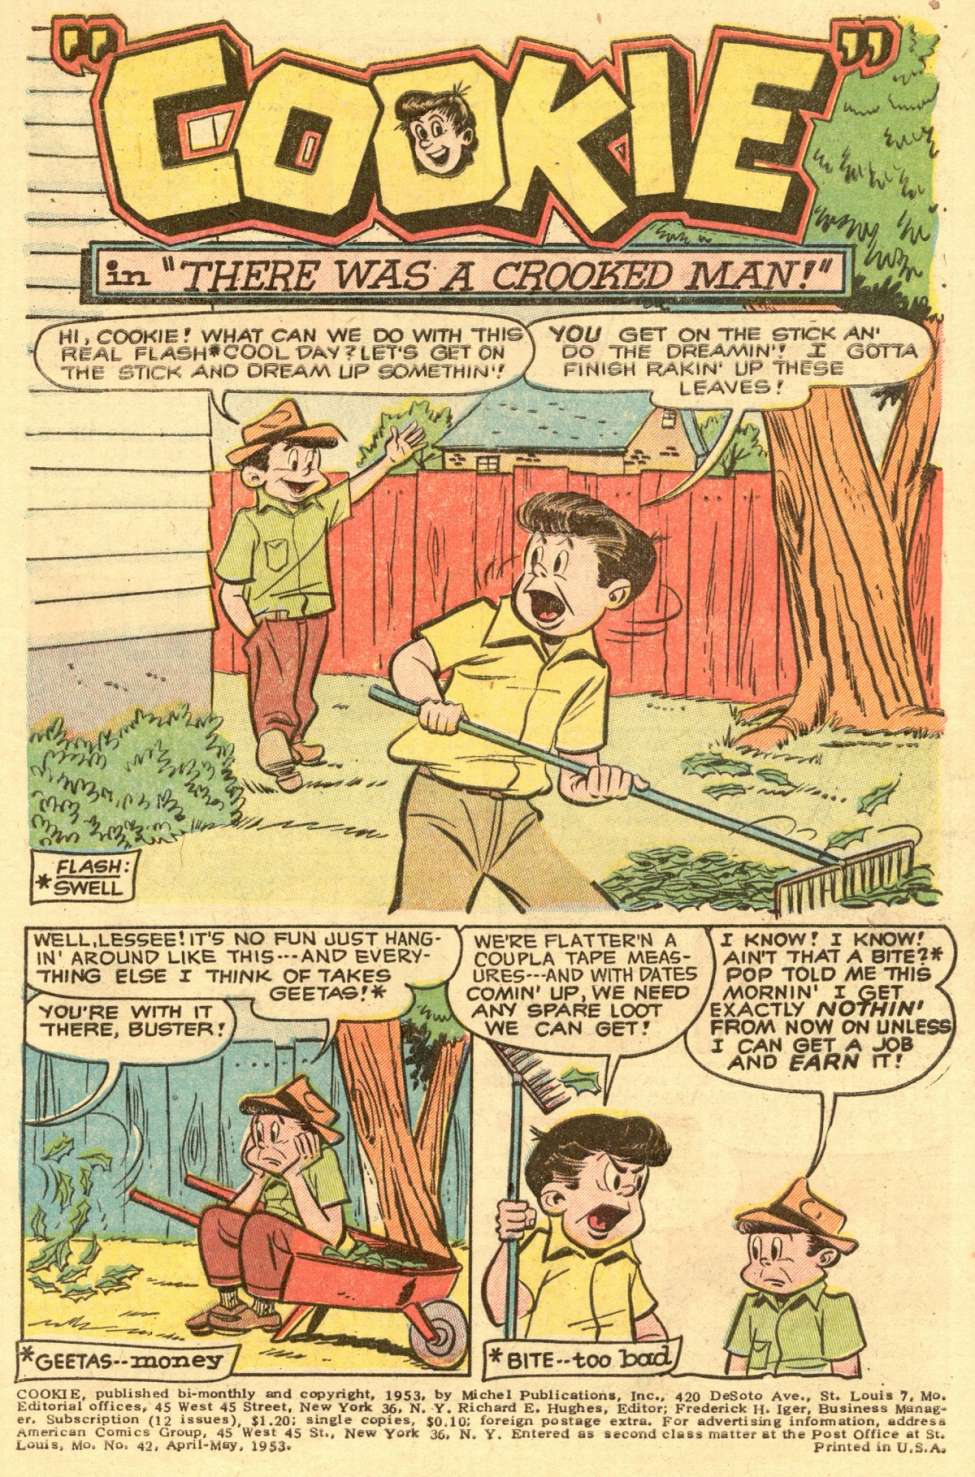 "COOKIE"
in "THERE WAS A CROOKED MAN!"
HI, COOKIE! WHAT CAN WE DO WITH THIS
REAL FLASH*COOL DAY? LET'S GET ON
THE STICK AND DREAM UP SOMETHIN'!
YOU GET ON THE STICK AN'
DO THE DREAMIN'! I GOTTA
FINISH RAKIN' UP THESE
LEAVES!
FLASH:
*SWELL
WELL, LESSEE! IT'S NO FUN JUST HANG-
IN' AROUND LIKE THIS---AND EVERY-
THING ELSE I THINK OF TAKES
GEETAS!*
YOU'RE WITH IT
THERE, BUSTER!
*GEETAS--money
WE'RE FLATTER'N A
COUPLA TAPE MEAS-
URES---AND WITH DATES
COMIN' UP, WE NEED
ANY SPARE LOOT
WE CAN GET!
I KNOW! I KNOW!
AIN'T THAT A BITE?*
POP TOLD ME THIS
MORNIN' I GET
EXACTLY NOTHIN'
FROM NOW ON UNLESS
I CAN GET A JOB
AND EARN IT!
*BITE--too bad
COOKIE, published bi-monthly and copyright, 1953, by Michel Publications, Inc., 420 DeSoto Ave., St. Louis 7, Mo.
Editorial offices, 45 West 45 Street, New York 36, N. Y. Richard E. Hughes, Editor; Frederick H. Iger, Business Manag-
er. Subscription (12 issues), $1.20; single copies, $0.10; foreign postage extra. For advertising information, address
American Comics Group, 45 West 45 St., New York 36, N. Y. Entered as second class matter at the Post Office at St.
Louis, Mo. No. 42, April-May, 1953.
Printed in U.S.A.